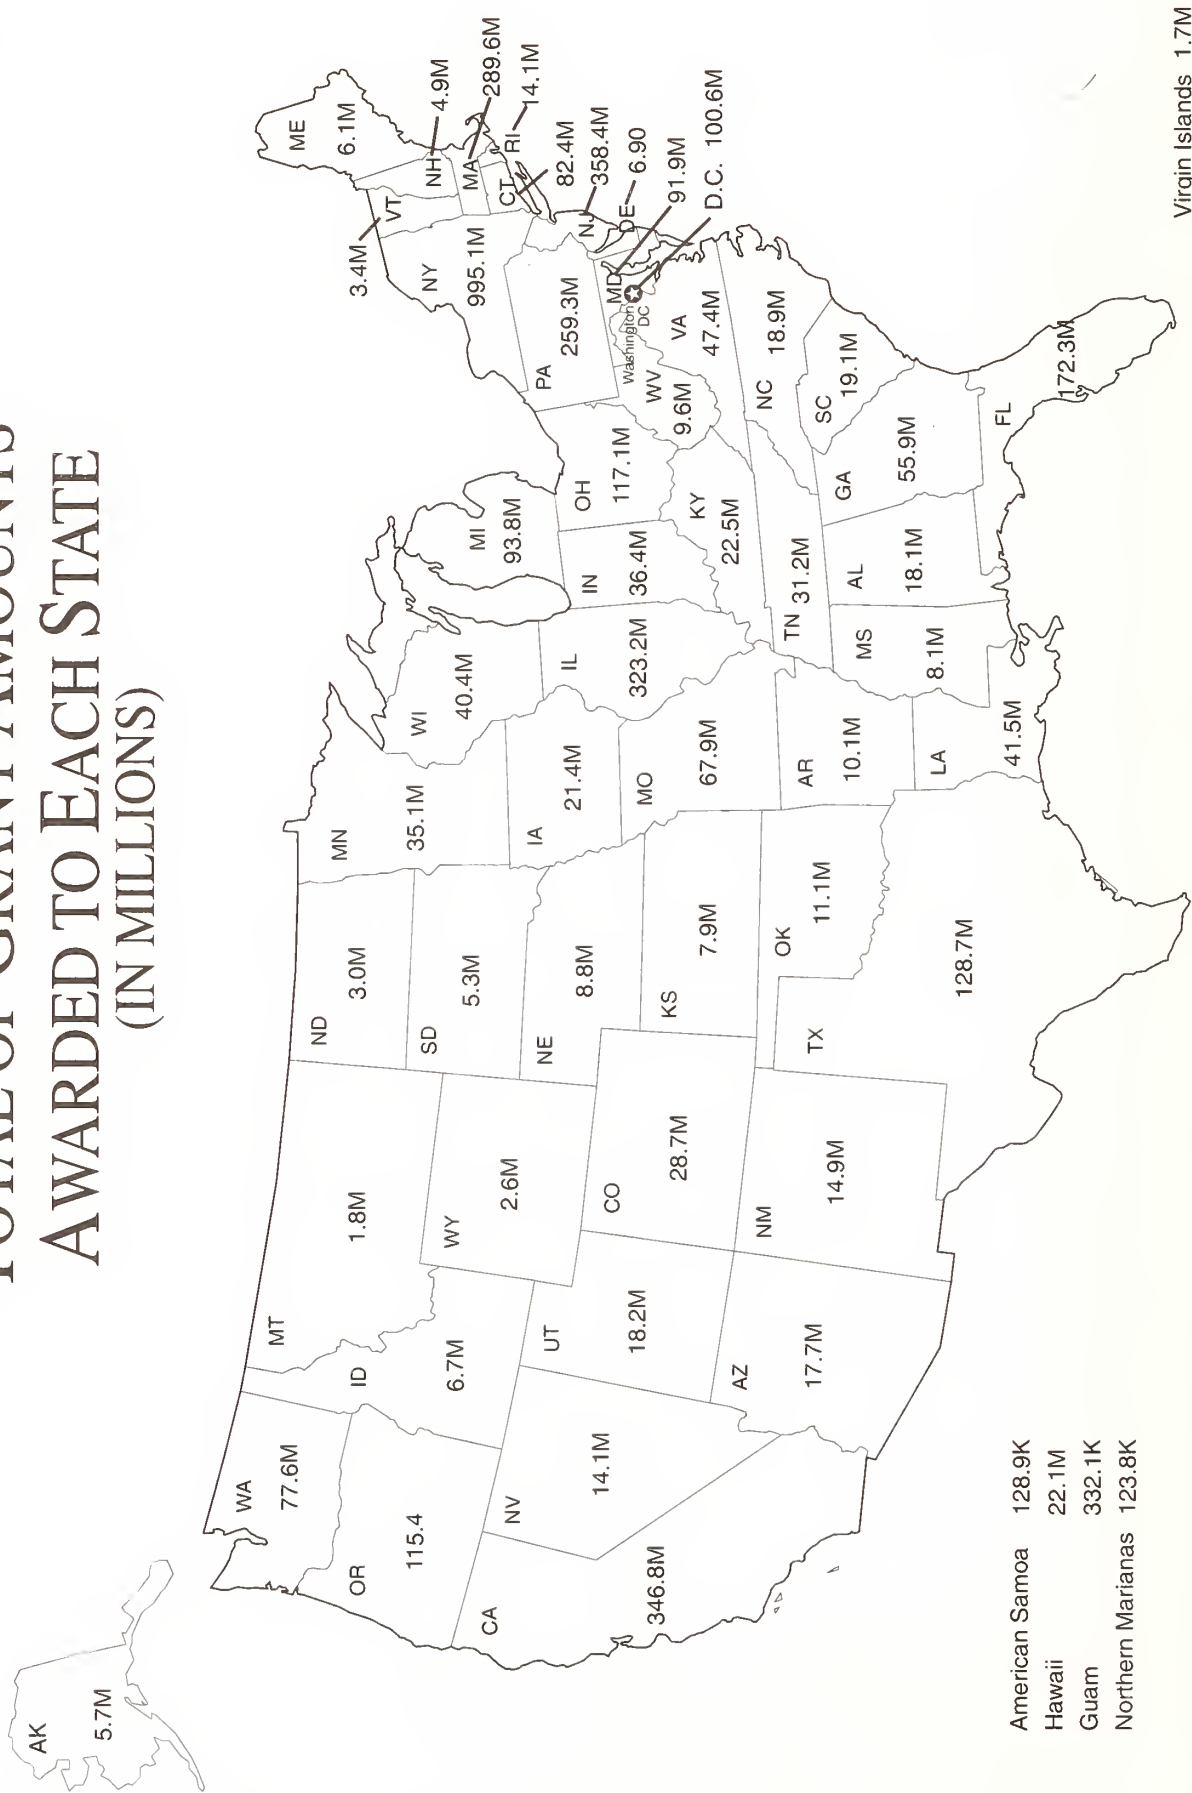 TOTAL OF GRANT AMOUNTS
AWARDED TO EACH STATE
(IN MILLIONS)
AK
5.7M
WA
77.6M
OR
115.4
CA
346.8M
NV
14.1M
ID
6.7M
MT
1.8M
WY
2.6M
UT
18.2M
AZ
17.7M
CO
28.7M
NM
14.9M
ND
3.0M
SD
5.3M
NE
8.8M
KS
7.9M
OK
11.1M
TX
128.7M
MN
35.1M
IA
21.4M
MO
67.9M
AR
10.1M
LA
41.5M
WI
40.4M
IL
323.2M
MI
93.8M
IN
36.4M
OH
117.1M
KY
22.5M
TN
31.2M
MS
8.1M
AL
18.1M
GA
55.9M
FL
172.3M
SC
19.1M
NC
18.9M
VA
47.4M
WV
9.6M
Washington
DC
PA
259.3M
NY
995.1M
3.4M
VT
ME
6.1M
NH 4.9M
MA 289.6M
RI 14.1M
CT
82.4M
NJ 358.4M
DE 6.90
MD 91.9M
D.C. 100.6M
American Samoa 128.9K
Hawaii 22.1M
Guam 332.1K
Northern Marianas 123.8K
Virgin Islands 1.7M